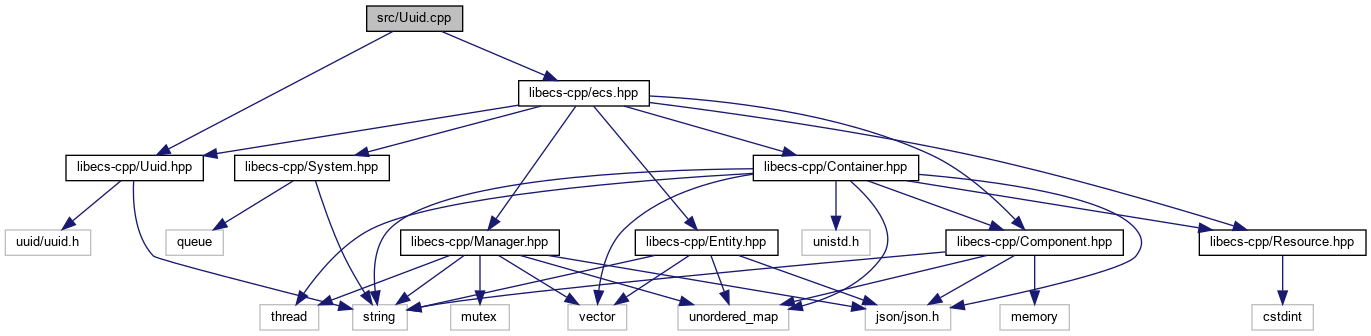 src/Uuid.cpp
libecs-cpp/ecs.hpp
libecs-cpp/Uuid.hpp
libecs-cpp/System.hpp
libecs-cpp/Container.hpp
uuid/uuid.h
queue
libecs-cpp/Manager.hpp
libecs-cpp/Entity.hpp
unistd.h
libecs-cpp/Component.hpp
libecs-cpp/Resource.hpp
thread
string
mutex
vector
unordered_map
json/json.h
memory
cstdint